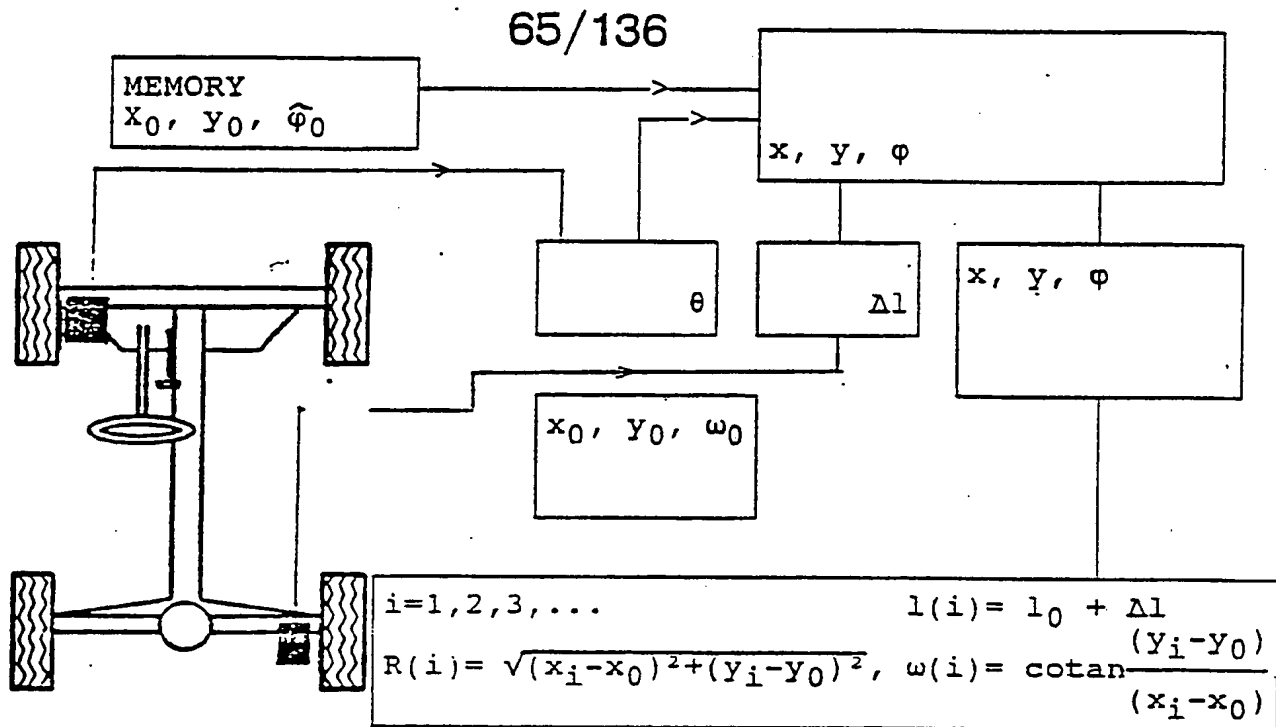 65/136
MEMORY
x₀, y₀, φ̂₀
x, y, φ
θ
Δl
x, y, φ
x₀, y₀, ω₀
i=1,2,3,... l(i)= l₀ + Δl
R(i)= √(xᵢ-x₀)²+(yᵢ-y₀)², ω(i)= cotan (yᵢ-y₀)/(xᵢ-x₀)